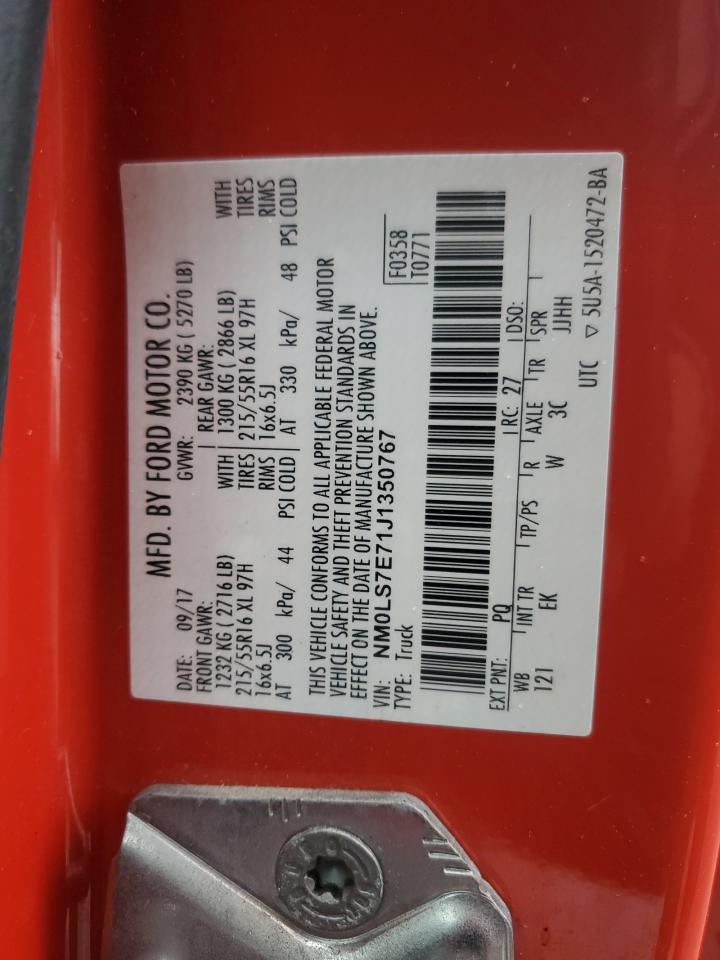 MFD. BY FORD MOTOR CO.
DATE: 09/17 GVWR: 2390 KG ( 5270 LB)
FRONT GAWR: REAR GAWR:
1232 KG ( 2716 LB) WITH 1300 KG ( 2866 LB) WITH
215/55R16 XL 97H TIRES 215/55R16 XL 97H TIRES
16x6.5J RIMS 16x6.5J RIMS
AT 300 kPa/ 44 PSI COLD AT 330 kPa/ 48 PSI COLD
THIS VEHICLE CONFORMS TO ALL APPLICABLE FEDERAL MOTOR
VEHICLE SAFETY AND THEFT PREVENTION STANDARDS IN
EFFECT ON THE DATE OF MANUFACTURE SHOWN ABOVE.
VIN: NM0LS7E71J1350767
TYPE: Truck
F0358
T0771
EXT PNT: PQ RC: 27 DSO:
WB INT TR TP/PS R AXLE TR SPR
121 EK W 3C JJHH
UTC ▽ 5U5A-1520472-BA